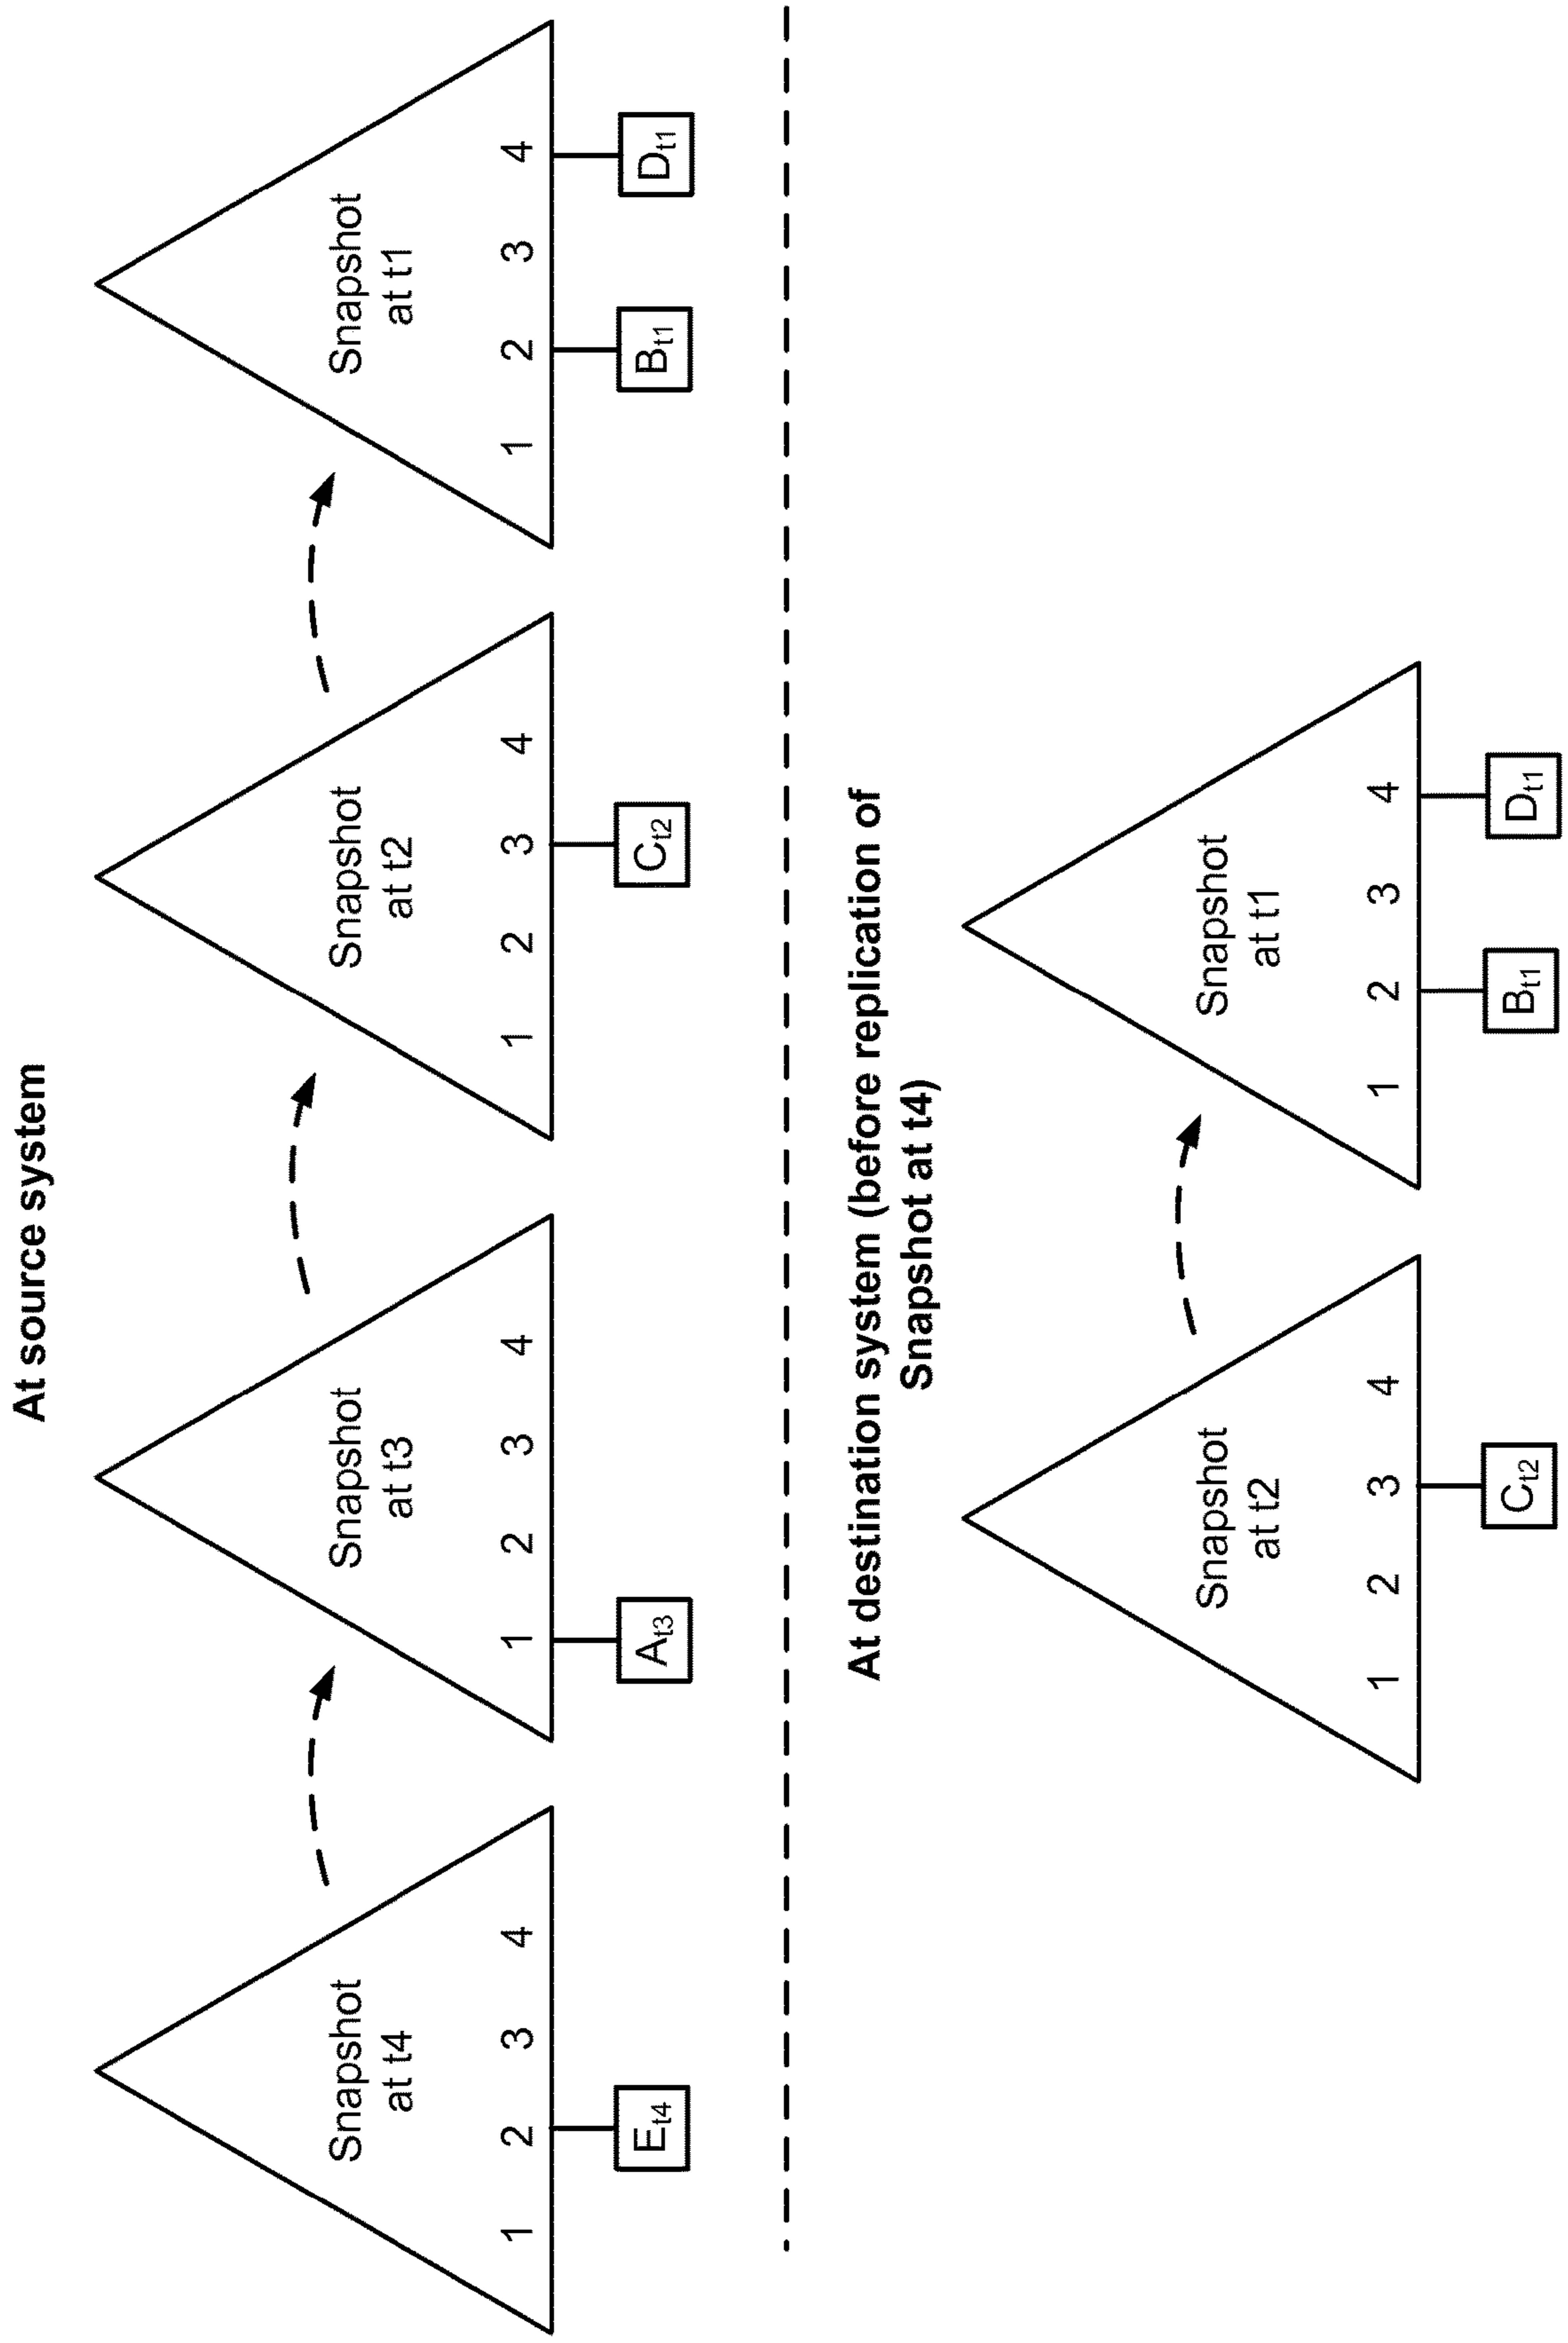 At source system
Snapshot
at t4
1 2 3 4
Et4
Snapshot
at t3
1 2 3 4
At3
Snapshot
at t2
1 2 3 4
Ct2
Snapshot
at t1
1 2 3 4
Bt1
Dt1
At destination system (before replication of
Snapshot at t4)
Snapshot
at t2
1 2 3 4
Ct2
Snapshot
at t1
1 2 3 4
Bt1
Dt1